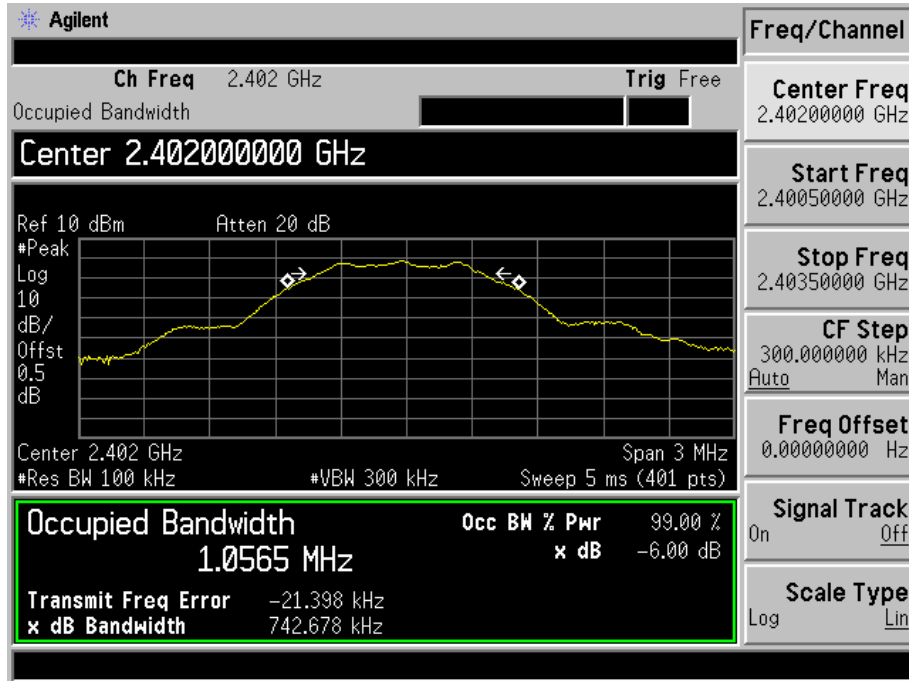 Agilent
Freq/Channel
Ch Freq 2.402 GHz Trig Free
Occupied Bandwidth
Center 2.402000000 GHz
Ref 10 dBm Atten 20 dB
#Peak
Log
10
dB/
Offst
0.5
dB
Center 2.402 GHz Span 3 MHz
#Res BW 100 kHz #VBW 300 kHz Sweep 5 ms (401 pts)
Occupied Bandwidth
1.0565 MHz
Occ BW % Pwr 99.00 %
x dB -6.00 dB
Transmit Freq Error -21.398 kHz
x dB Bandwidth 742.678 kHz
Center Freq
2.40200000 GHz
Start Freq
2.40050000 GHz
Stop Freq
2.40350000 GHz
CF Step
300.000000 kHz
Auto Man
Freq Offset
0.00000000 Hz
Signal Track
On Off
Scale Type
Log Lin